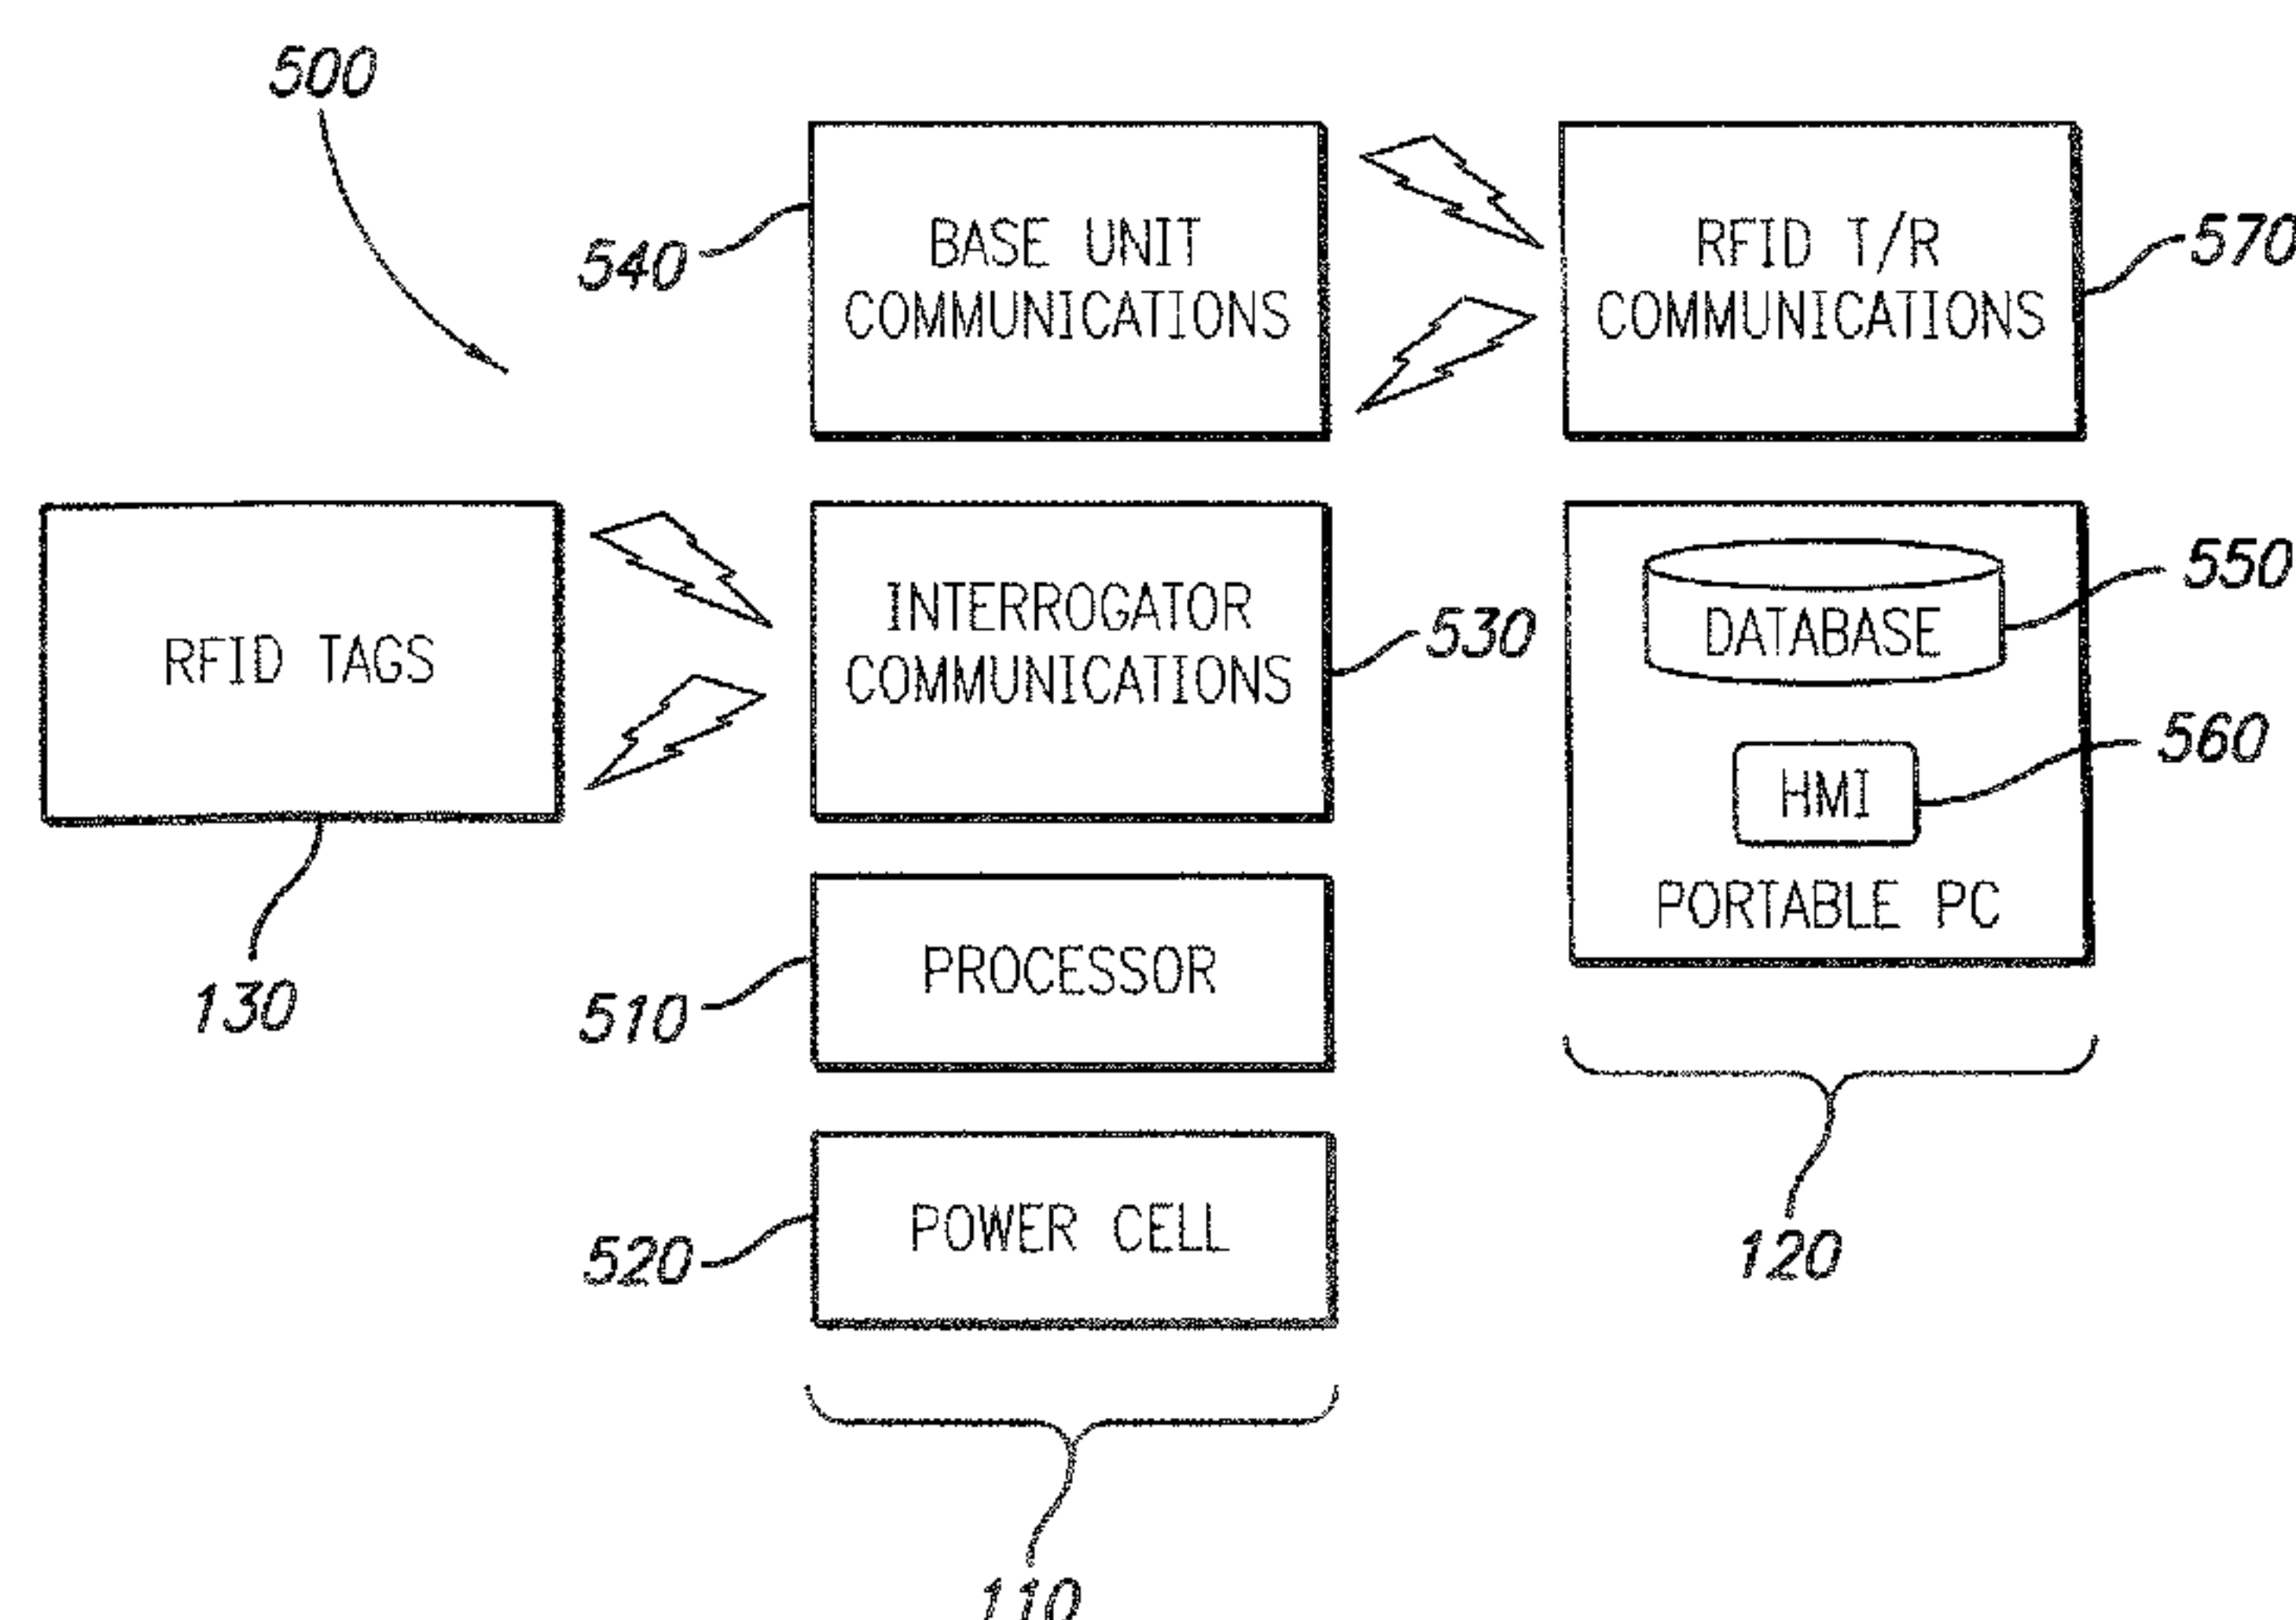 500
540
BASE UNIT
COMMUNICATIONS
RFID T/R
COMMUNICATIONS
570
RFID TAGS
130
INTERROGATOR
COMMUNICATIONS
530
DATABASE
550
HMI
560
PORTABLE PC
510
PROCESSOR
120
520
POWER CELL
110